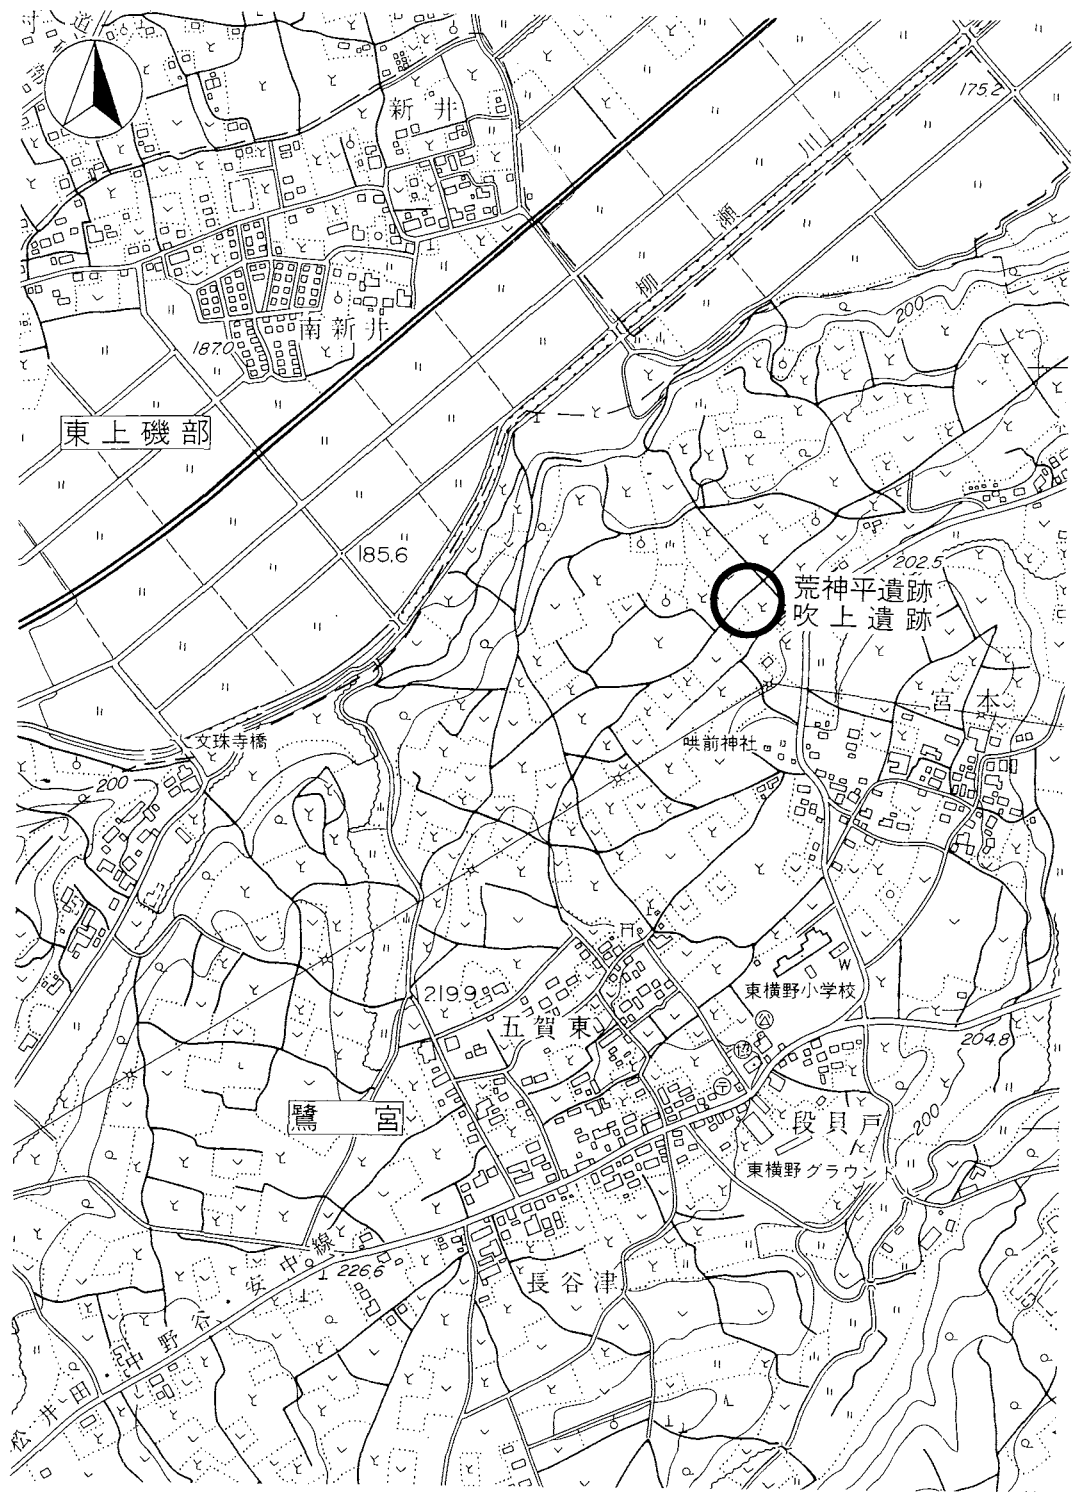 新井
175.2
柳瀬川
南新井
187.0
200
東上磯部
185.6
202.5
荒神平遺跡
吹上遺跡
宮本
文珠寺橋
咲前神社
200
219.9
五賀東
W
東横野小学校
204.8
鷺宮
段貝戸
200
東横野グラウンド
226.6
長谷津
松井田中野谷安中線